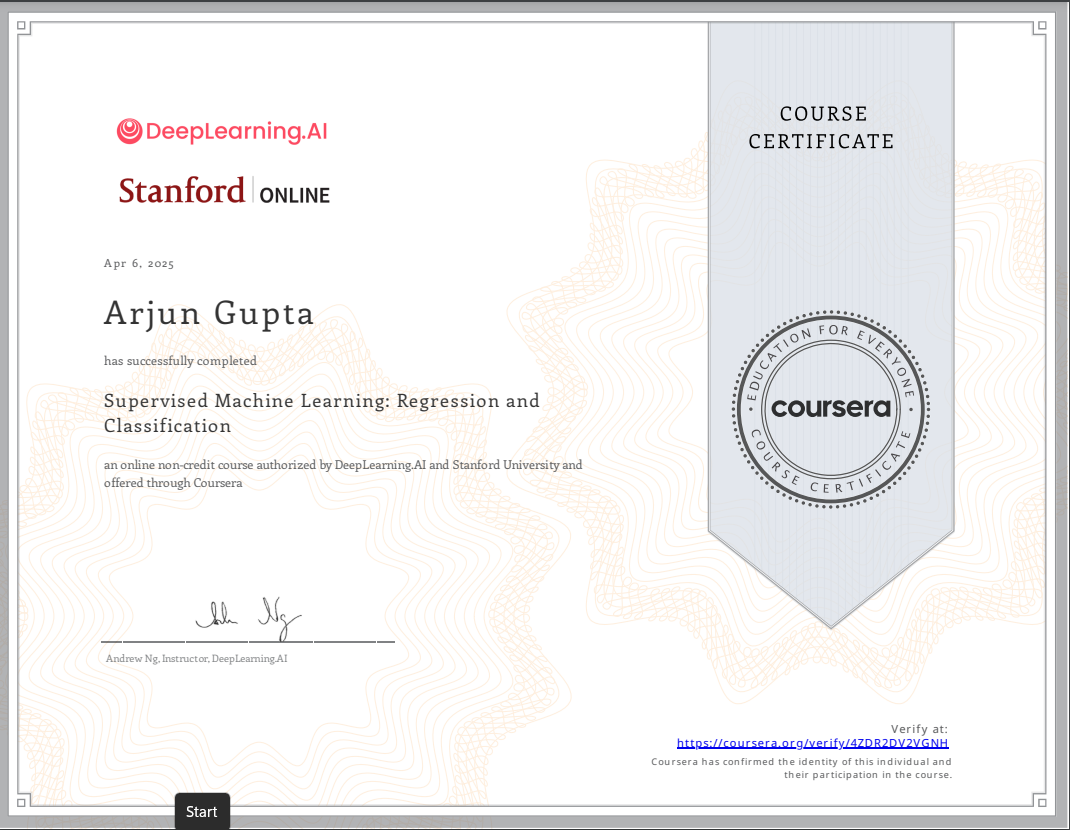 COURSE
CERTIFICATE
DeepLearning.AI
Stanford | ONLINE
Apr 6, 2025
Arjun Gupta
has successfully completed
Supervised Machine Learning: Regression and
Classification
an online non-credit course authorized by DeepLearning.AI and Stanford University and
offered through Coursera
EDUCATION FOR EVERYONE
coursera
COURSE CERTIFICATE
Andrew Ng
Andrew Ng, Instructor, DeepLearning.AI
Verify at:
https://coursera.org/verify/4ZDR2DV2VGNH
Coursera has confirmed the identity of this individual and
their participation in the course.
Start